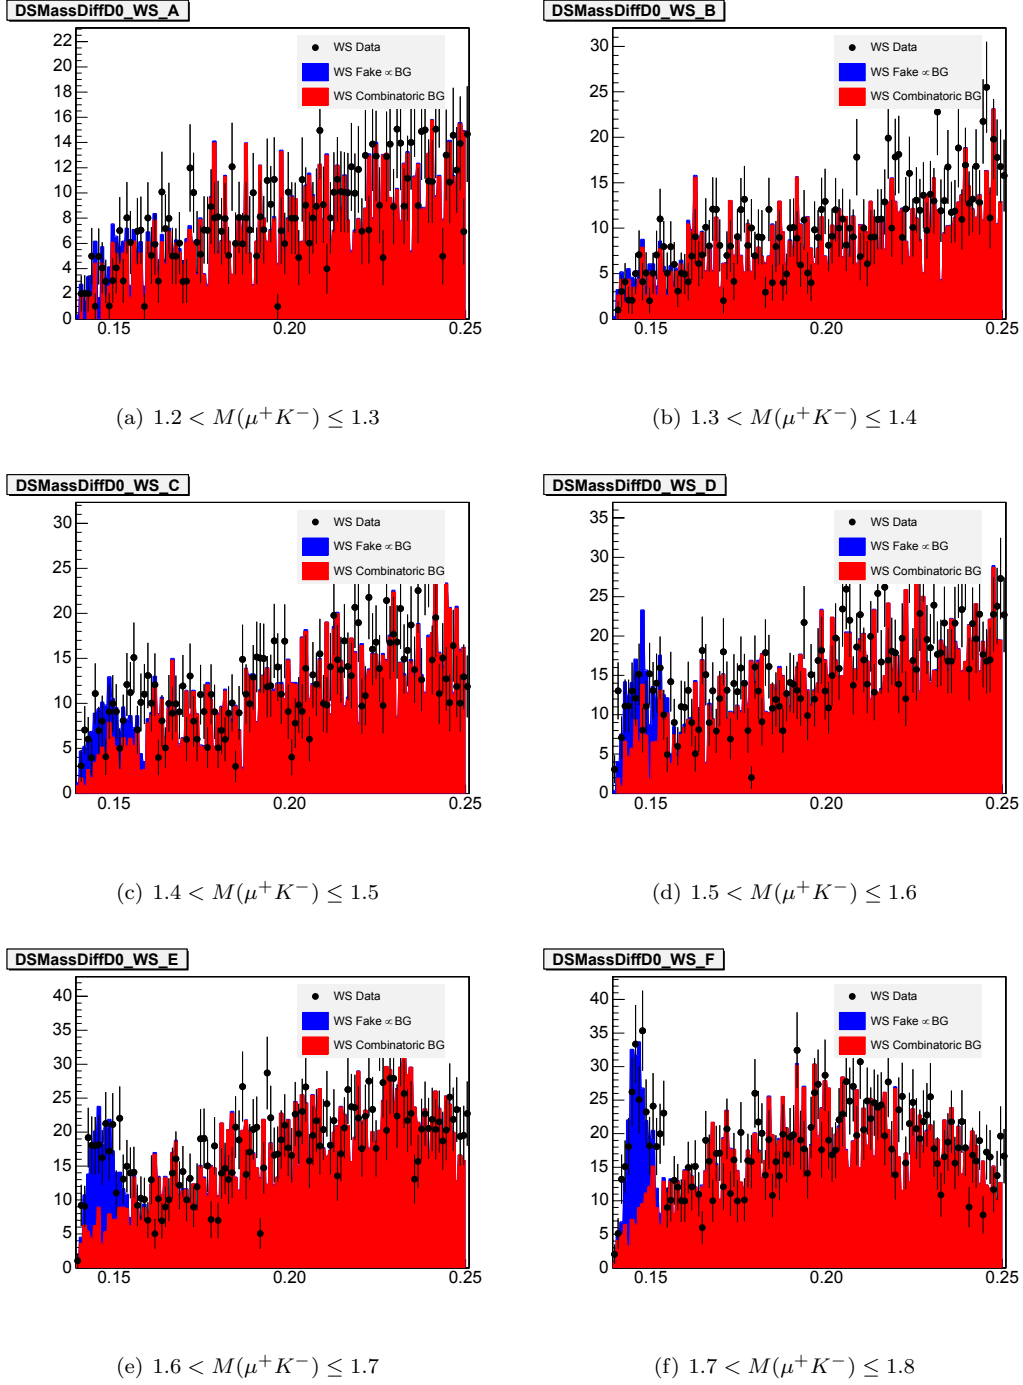 DSMassDiffD0_WS_A
22
20
18
16
14
12
10
8
6
4
2
0
0.15 0.20 0.25
WS Data
WS Fake ∝BG
WS Combinatoric BG
(a) 1.2 < M(μ⁺K⁻) ≤ 1.3
DSMassDiffD0_WS_B
30
25
20
15
10
5
0
0.15 0.20 0.25
WS Data
WS Fake ∝BG
WS Combinatoric BG
(b) 1.3 < M(μ⁺K⁻) ≤ 1.4
DSMassDiffD0_WS_C
30
25
20
15
10
5
0
0.15 0.20 0.25
WS Data
WS Fake ∝BG
WS Combinatoric BG
(c) 1.4 < M(μ⁺K⁻) ≤ 1.5
DSMassDiffD0_WS_D
35
30
25
20
15
10
5
0
0.15 0.20 0.25
WS Data
WS Fake ∝BG
WS Combinatoric BG
(d) 1.5 < M(μ⁺K⁻) ≤ 1.6
DSMassDiffD0_WS_E
40
35
30
25
20
15
10
5
0
0.15 0.20 0.25
WS Data
WS Fake ∝BG
WS Combinatoric BG
(e) 1.6 < M(μ⁺K⁻) ≤ 1.7
DSMassDiffD0_WS_F
40
35
30
25
20
15
10
5
0
0.15 0.20 0.25
WS Data
WS Fake ∝BG
WS Combinatoric BG
(f) 1.7 < M(μ⁺K⁻) ≤ 1.8